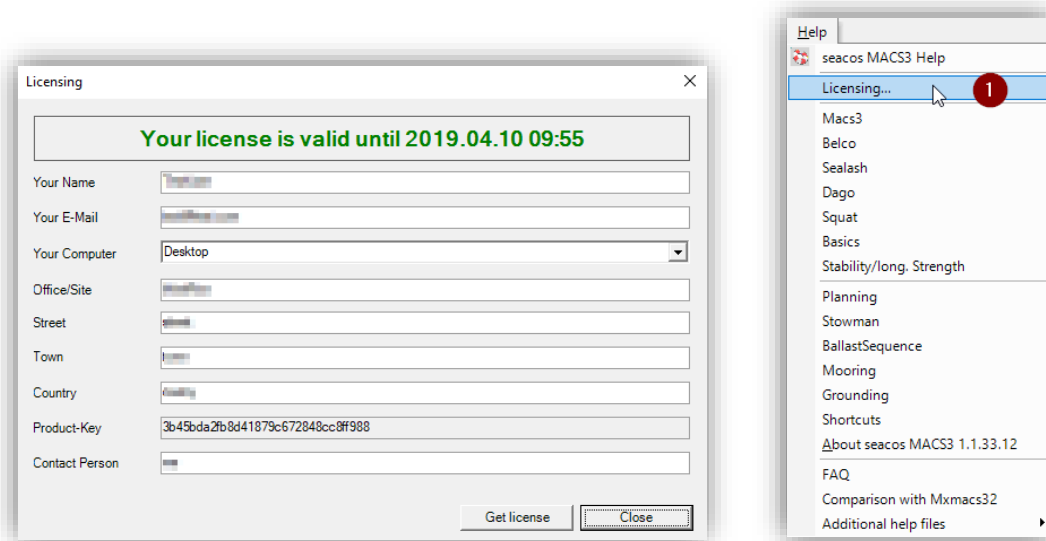 Licensing
Your license is valid until 2019.04.10 09:55
Your Name
Your E-Mail
Your Computer Desktop
Office/Site
Street
Town
Country
Product-Key 3b45bda2fb8d41879c672848cc8ff988
Contact Person
Get license Close
Help
seacos MACS3 Help
Licensing... 1
Macs3
Belco
Sealash
Dago
Squat
Basics
Stability/long. Strength
Planning
Stowman
BallastSequence
Mooring
Grounding
Shortcuts
About seacos MACS3 1.1.33.12
FAQ
Comparison with Mxmacs32
Additional help files